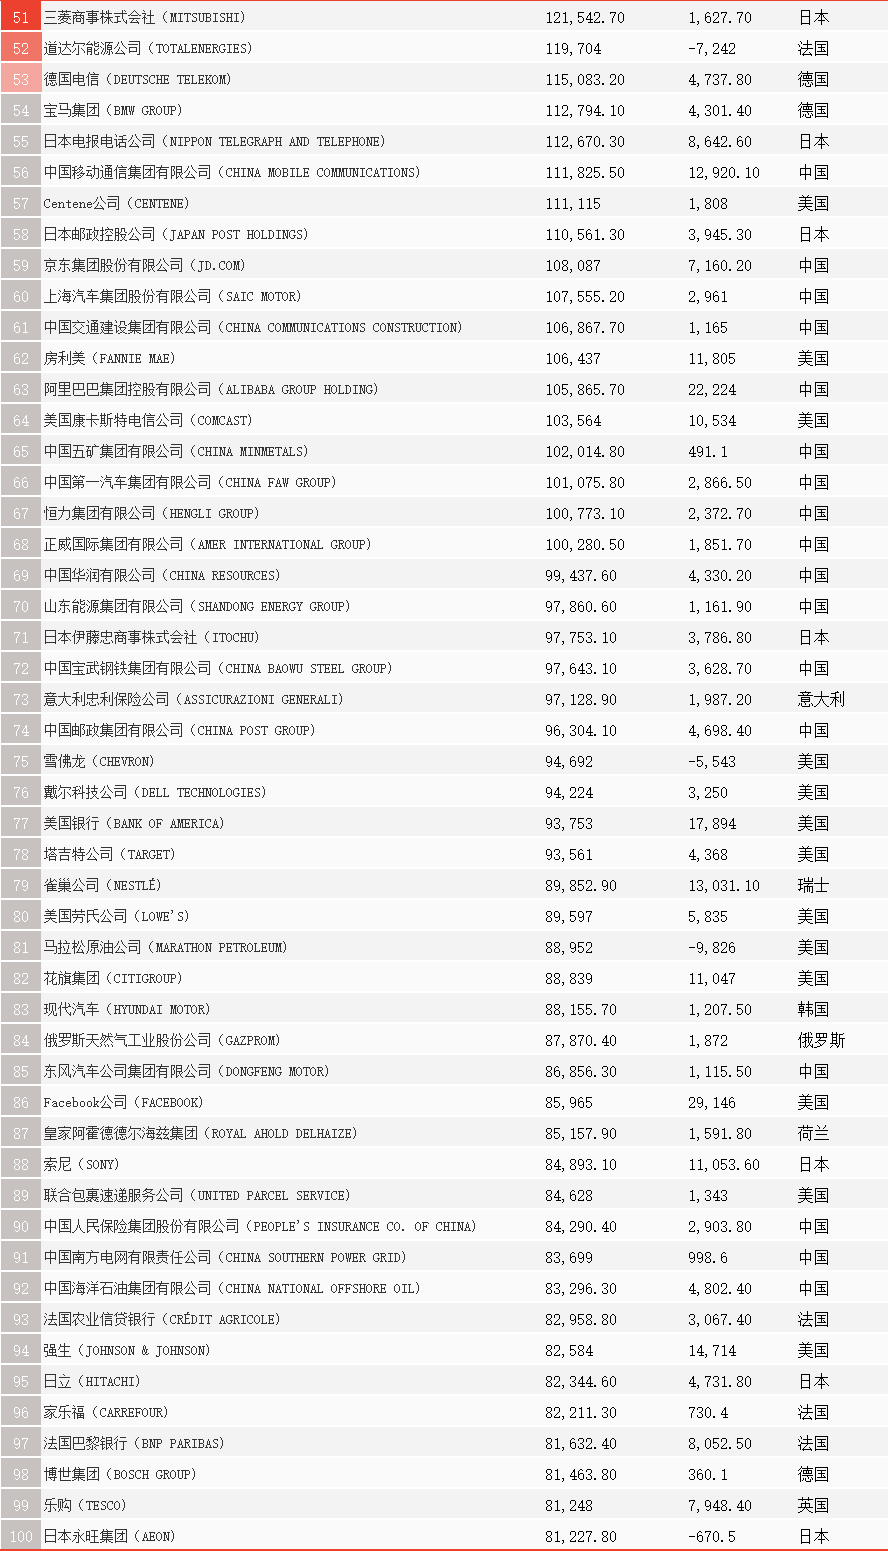 51 三菱商事株式会社（MITSUBISHI） 121,542.70 1,627.70 日本
52 道达尔能源公司（TOTALENERGIES） 119,704 -7,242 法国
53 德国电信（DEUTSCHE TELEKOM） 115,083.20 4,737.80 德国
54 宝马集团（BMW GROUP） 112,794.10 4,301.40 德国
55 日本电报电话公司（NIPPON TELEGRAPH AND TELEPHONE） 112,670.30 8,642.60 日本
56 中国移动通信集团有限公司（CHINA MOBILE COMMUNICATIONS） 111,825.50 12,920.10 中国
57 Centene公司（CENTENE） 111,115 1,808 美国
58 日本邮政控股公司（JAPAN POST HOLDINGS） 110,561.30 3,945.30 日本
59 京东集团股份有限公司（JD.COM） 108,087 7,160.20 中国
60 上海汽车集团股份有限公司（SAIC MOTOR） 107,555.20 2,961 中国
61 中国交通建设集团有限公司（CHINA COMMUNICATIONS CONSTRUCTION） 106,867.70 1,165 中国
62 房利美（FANNIE MAE） 106,437 11,805 美国
63 阿里巴巴集团控股有限公司（ALIBABA GROUP HOLDING） 105,865.70 22,224 中国
64 美国康卡斯特电信公司（COMCAST） 103,564 10,534 美国
65 中国五矿集团有限公司（CHINA MINMETALS） 102,014.80 491.1 中国
66 中国第一汽车集团有限公司（CHINA FAW GROUP） 101,075.80 2,866.50 中国
67 恒力集团有限公司（HENGLI GROUP） 100,773.10 2,372.70 中国
68 正威国际集团有限公司（AMER INTERNATIONAL GROUP） 100,280.50 1,851.70 中国
69 中国华润有限公司（CHINA RESOURCES） 99,437.60 4,330.20 中国
70 山东能源集团有限公司（SHANDONG ENERGY GROUP） 97,860.60 1,161.90 中国
71 日本伊藤忠商事株式会社（ITOCHU） 97,753.10 3,786.80 日本
72 中国宝武钢铁集团有限公司（CHINA BAOWU STEEL GROUP） 97,643.10 3,628.70 中国
73 意大利忠利保险公司（ASSICURAZIONI GENERALI） 97,128.90 1,987.20 意大利
74 中国邮政集团有限公司（CHINA POST GROUP） 96,304.10 4,698.40 中国
75 雪佛龙（CHEVRON） 94,692 -5,543 美国
76 戴尔科技公司（DELL TECHNOLOGIES） 94,224 3,250 美国
77 美国银行（BANK OF AMERICA） 93,753 17,894 美国
78 塔吉特公司（TARGET） 93,561 4,368 美国
79 雀巢公司（NESTLÉ） 89,852.90 13,031.10 瑞士
80 美国劳氏公司（LOWE'S） 89,597 5,835 美国
81 马拉松原油公司（MARATHON PETROLEUM） 88,952 -9,826 美国
82 花旗集团（CITIGROUP） 88,839 11,047 美国
83 现代汽车（HYUNDAI MOTOR） 88,155.70 1,207.50 韩国
84 俄罗斯天然气工业股份公司（GAZPROM） 87,870.40 1,872 俄罗斯
85 东风汽车公司集团有限公司（DONGFENG MOTOR） 86,856.30 1,115.50 中国
86 Facebook公司（FACEBOOK） 85,965 29,146 美国
87 皇家阿霍德德尔海兹集团（ROYAL AHOLD DELHAIZE） 85,157.90 1,591.80 荷兰
88 索尼（SONY） 84,893.10 11,053.60 日本
89 联合包裹速递服务公司（UNITED PARCEL SERVICE） 84,628 1,343 美国
90 中国人民保险集团股份有限公司（PEOPLE'S INSURANCE CO. OF CHINA） 84,290.40 2,903.80 中国
91 中国南方电网有限责任公司（CHINA SOUTHERN POWER GRID） 83,699 998.6 中国
92 中国海洋石油集团有限公司（CHINA NATIONAL OFFSHORE OIL） 83,296.30 4,802.40 中国
93 法国农业信贷银行（CRÉDIT AGRICOLE） 82,958.80 3,067.40 法国
94 强生（JOHNSON & JOHNSON） 82,584 14,714 美国
95 日立（HITACHI） 82,344.60 4,731.80 日本
96 家乐福（CARREFOUR） 82,211.30 730.4 法国
97 法国巴黎银行（BNP PARIBAS） 81,632.40 8,052.50 法国
98 博世集团（BOSCH GROUP） 81,463.80 360.1 德国
99 乐购（TESCO） 81,248 7,948.40 英国
100 日本永旺集团（AEON） 81,227.80 -670.5 日本